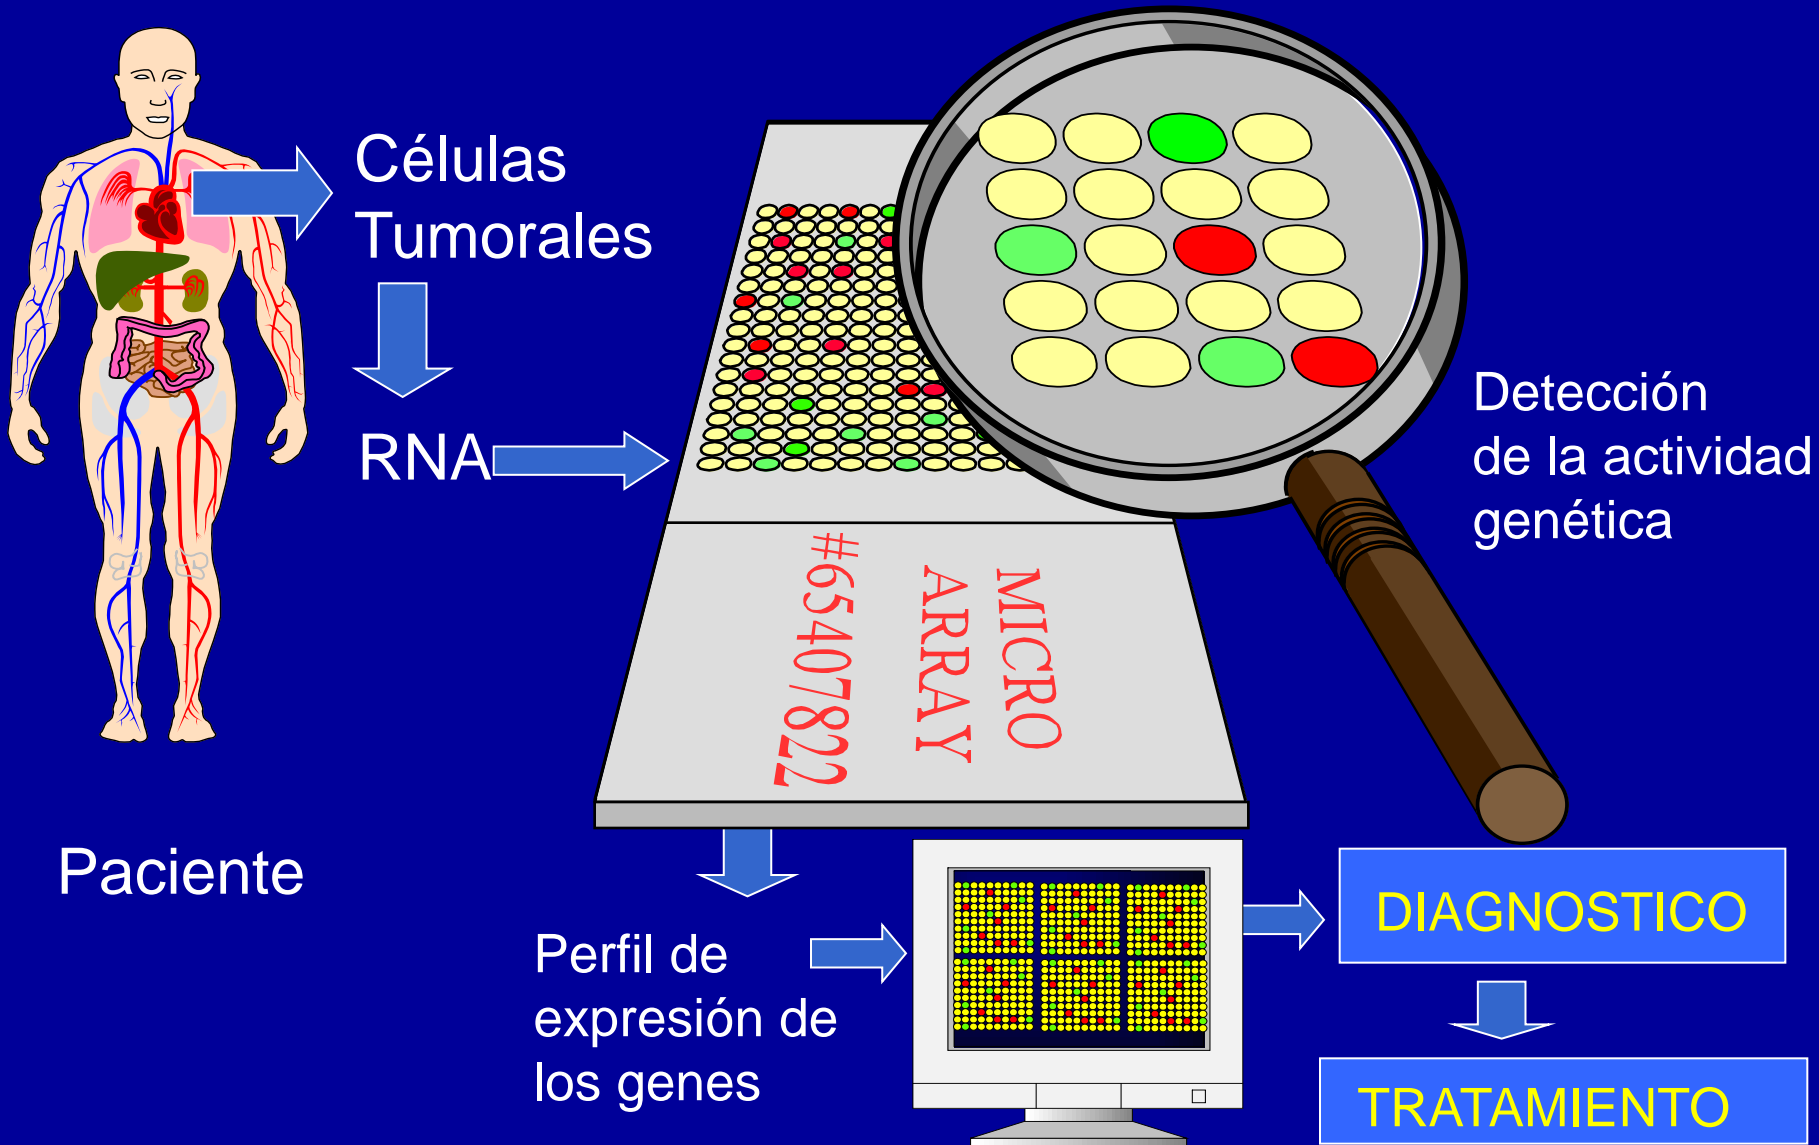 Células
Tumorales
RNA
Detección
de la actividad
genética
MICRO
ARRAY
#65407822
Paciente
Perfil de
expresión de
los genes
DIAGNOSTICO
TRATAMIENTO